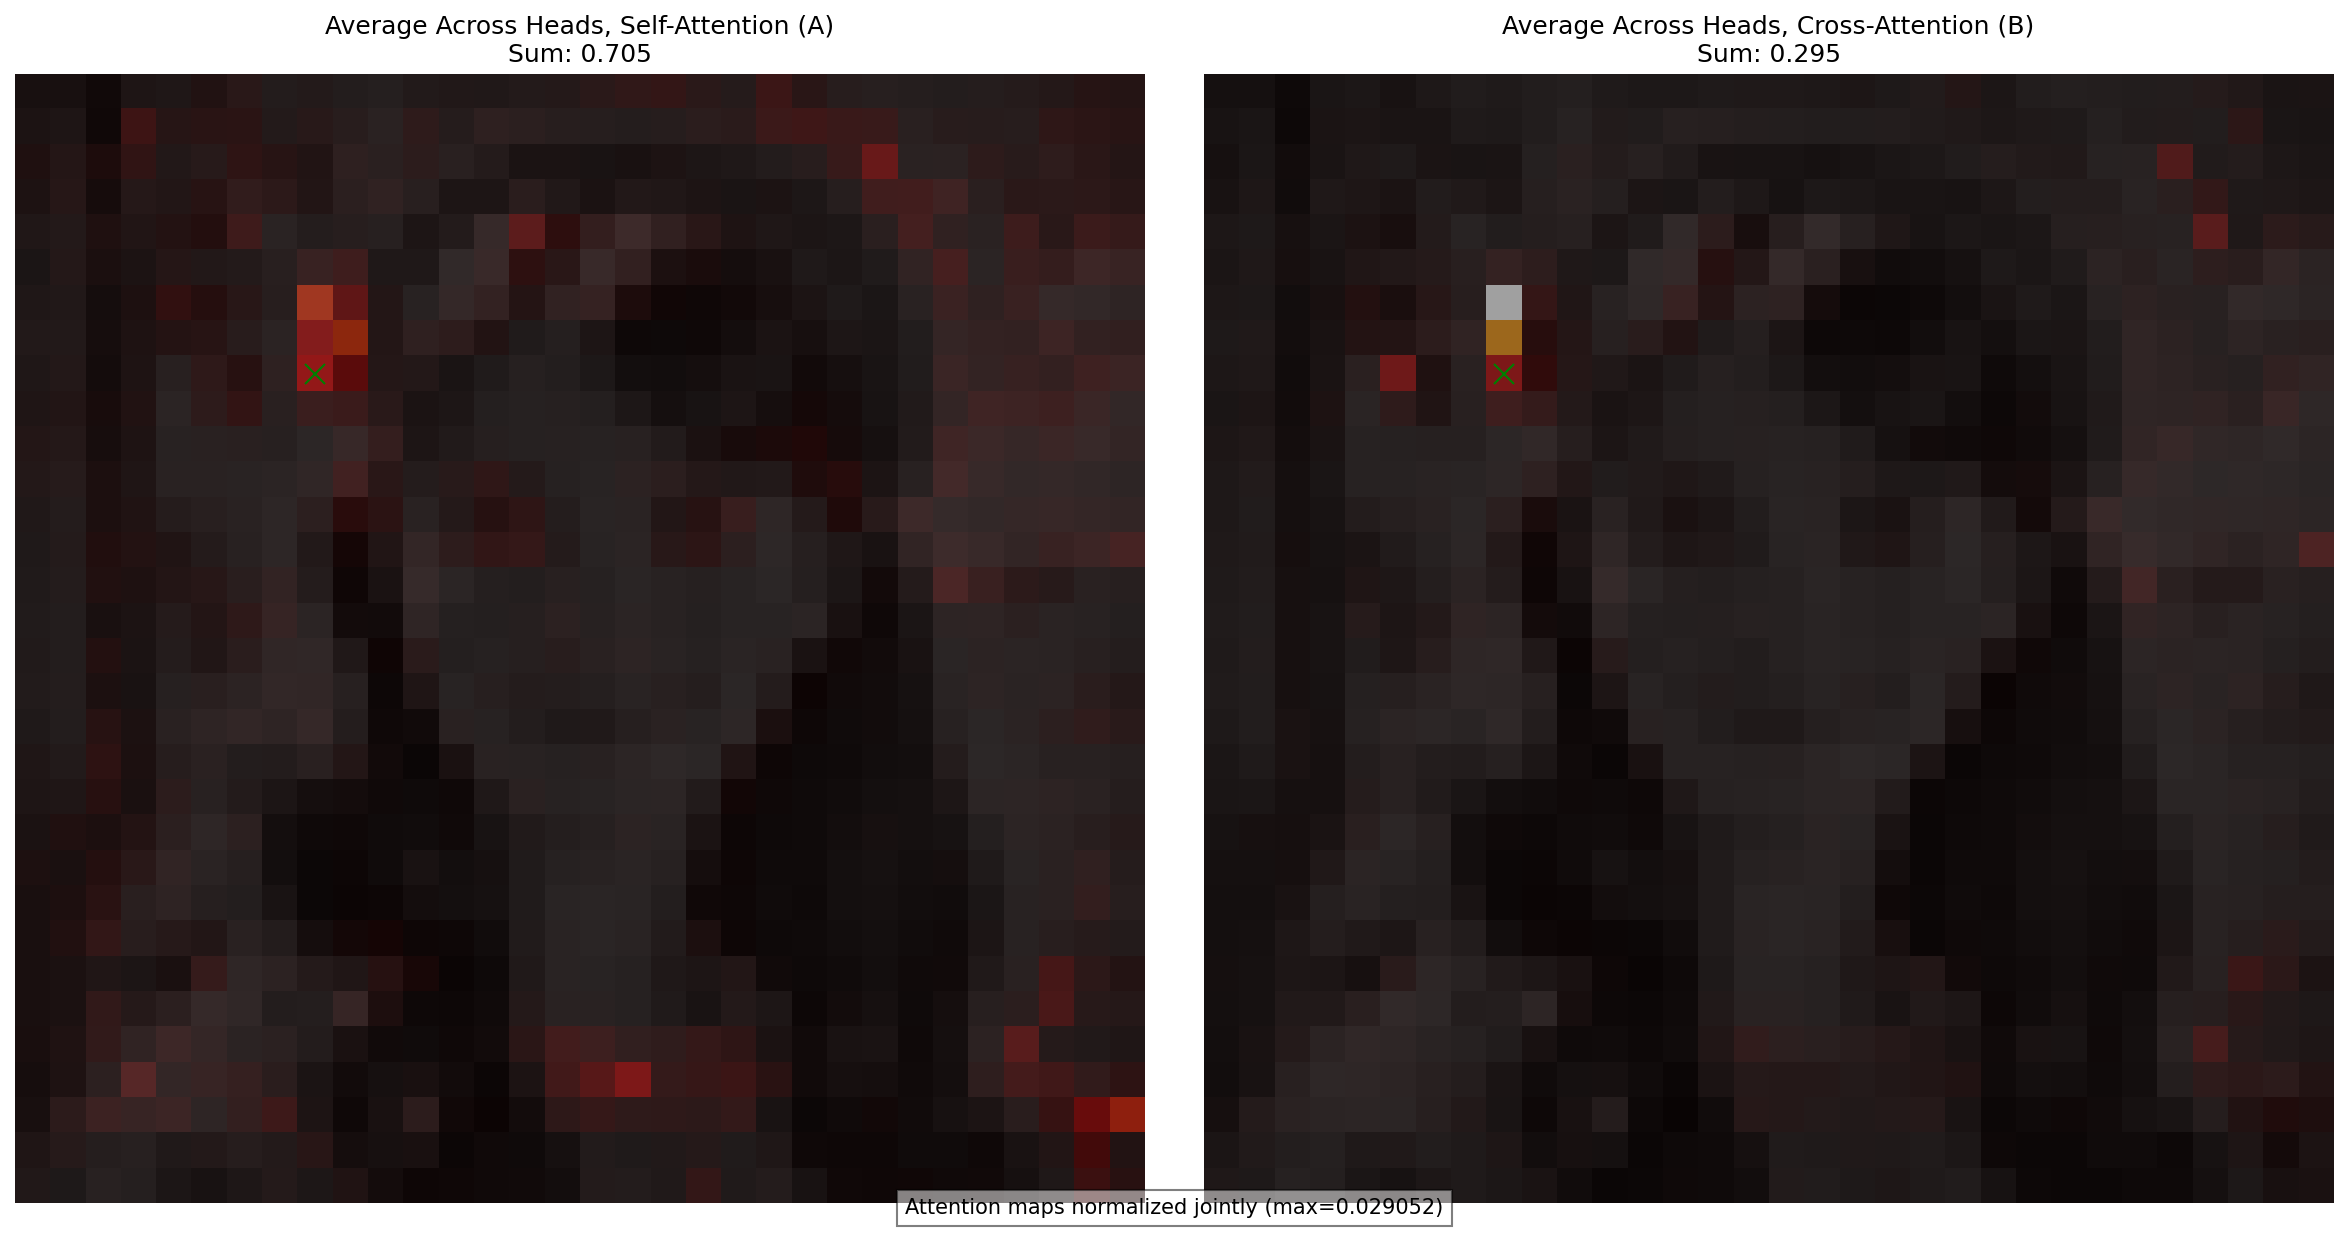 Average Across Heads, Self-Attention (A)
Sum: 0.705
Average Across Heads, Cross-Attention (B)
Sum: 0.295
Attention maps normalized jointly (max=0.029052)